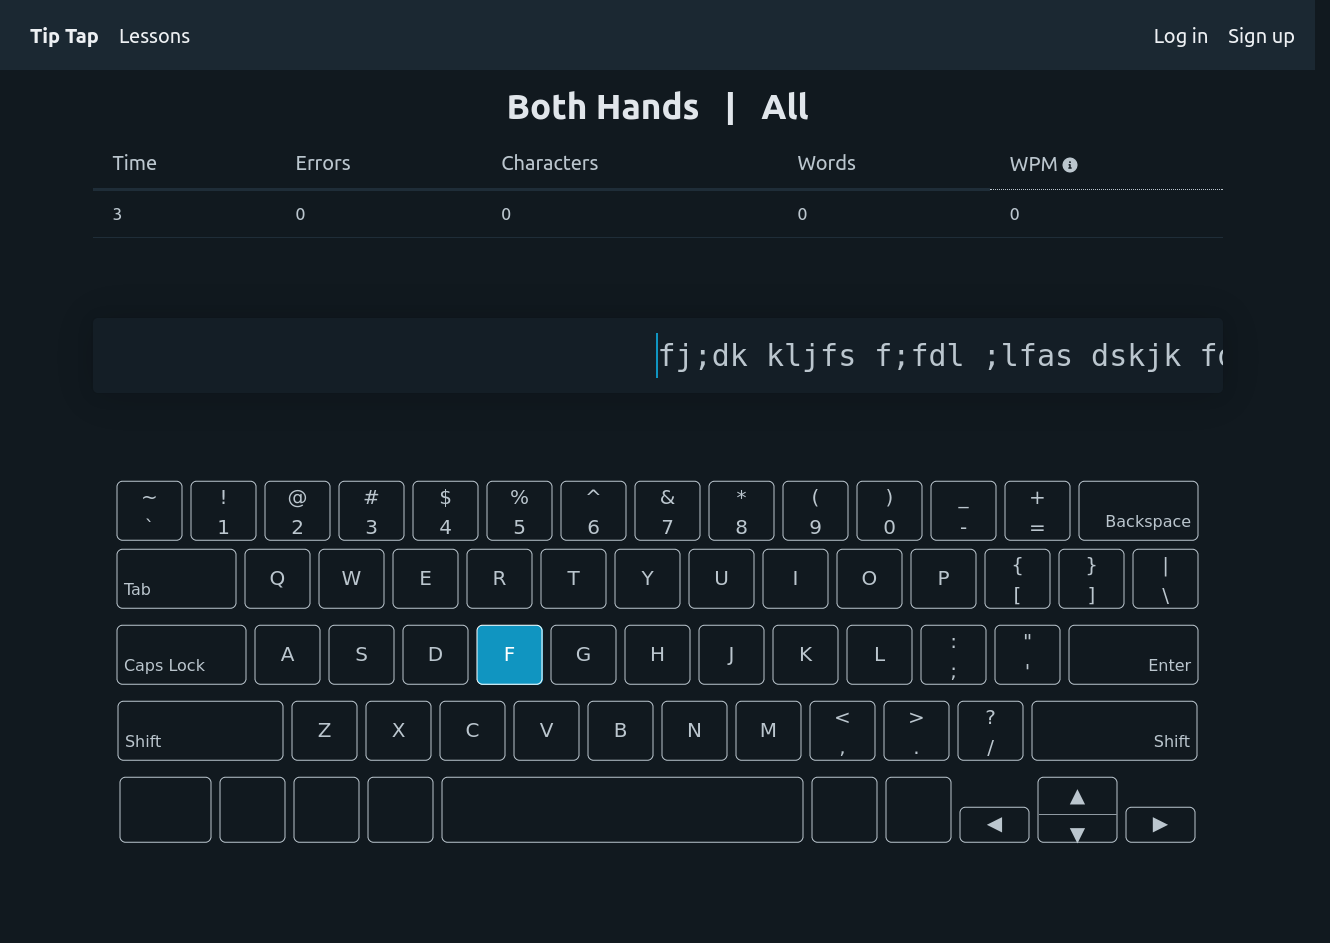 Tip Tap Lessons Log in Sign up
Both Hands | All
Time Errors Characters Words WPM
3 0 0 0 0
fj;dk kljfs f;fdl ;lfas dskjk
~ ! @ # $ % ^ & * ( ) _ +
` 1 2 3 4 5 6 7 8 9 0 - = Backspace
Tab Q W E R T Y U I O P { } |
[ ] \
Caps Lock A S D F G H J K L : "
; ' Enter
Shift Z X C V B N M < > ?
, . / Shift
▲
◀ ▼ ▶